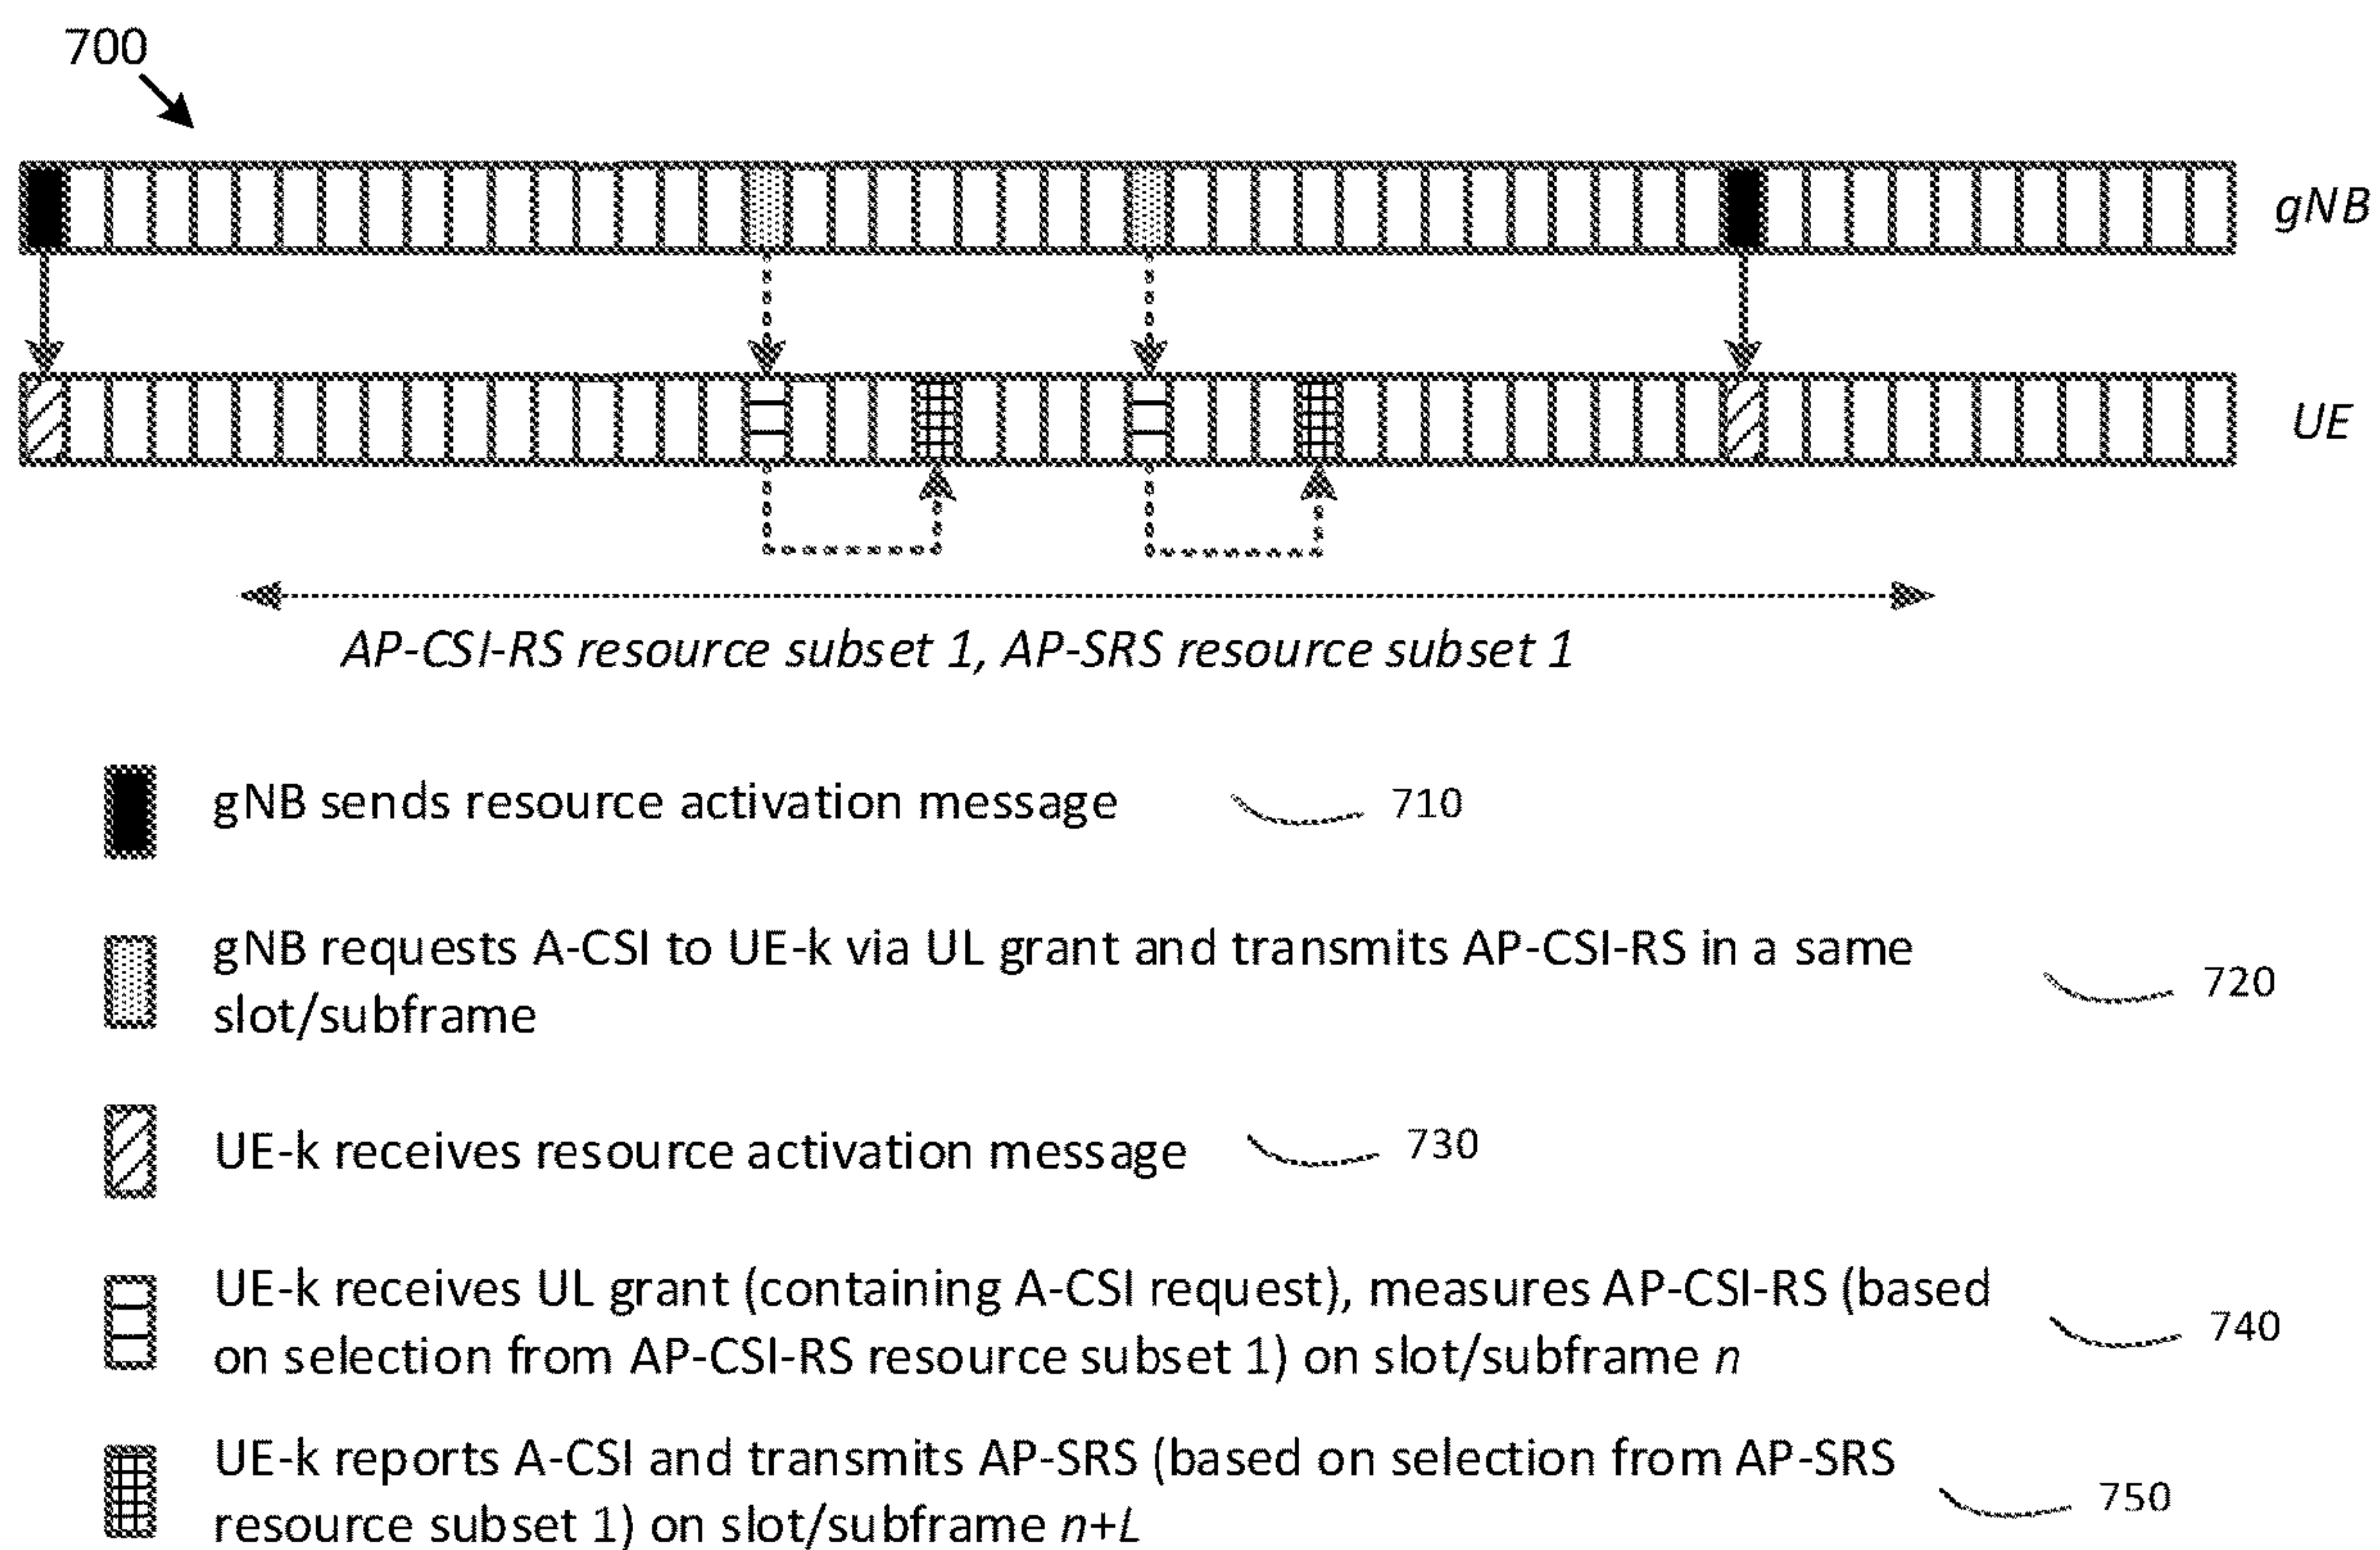 700
gNB
UE
AP-CSI-RS resource subset 1, AP-SRS resource subset 1
gNB sends resource activation message 710
gNB requests A-CSI to UE-k via UL grant and transmits AP-CSI-RS in a same
slot/subframe
720
UE-k receives resource activation message 730
UE-k receives UL grant (containing A-CSI request), measures AP-CSI-RS (based
on selection from AP-CSI-RS resource subset 1) on slot/subframe n
740
UE-k reports A-CSI and transmits AP-SRS (based on selection from AP-SRS
resource subset 1) on slot/subframe n+L
750